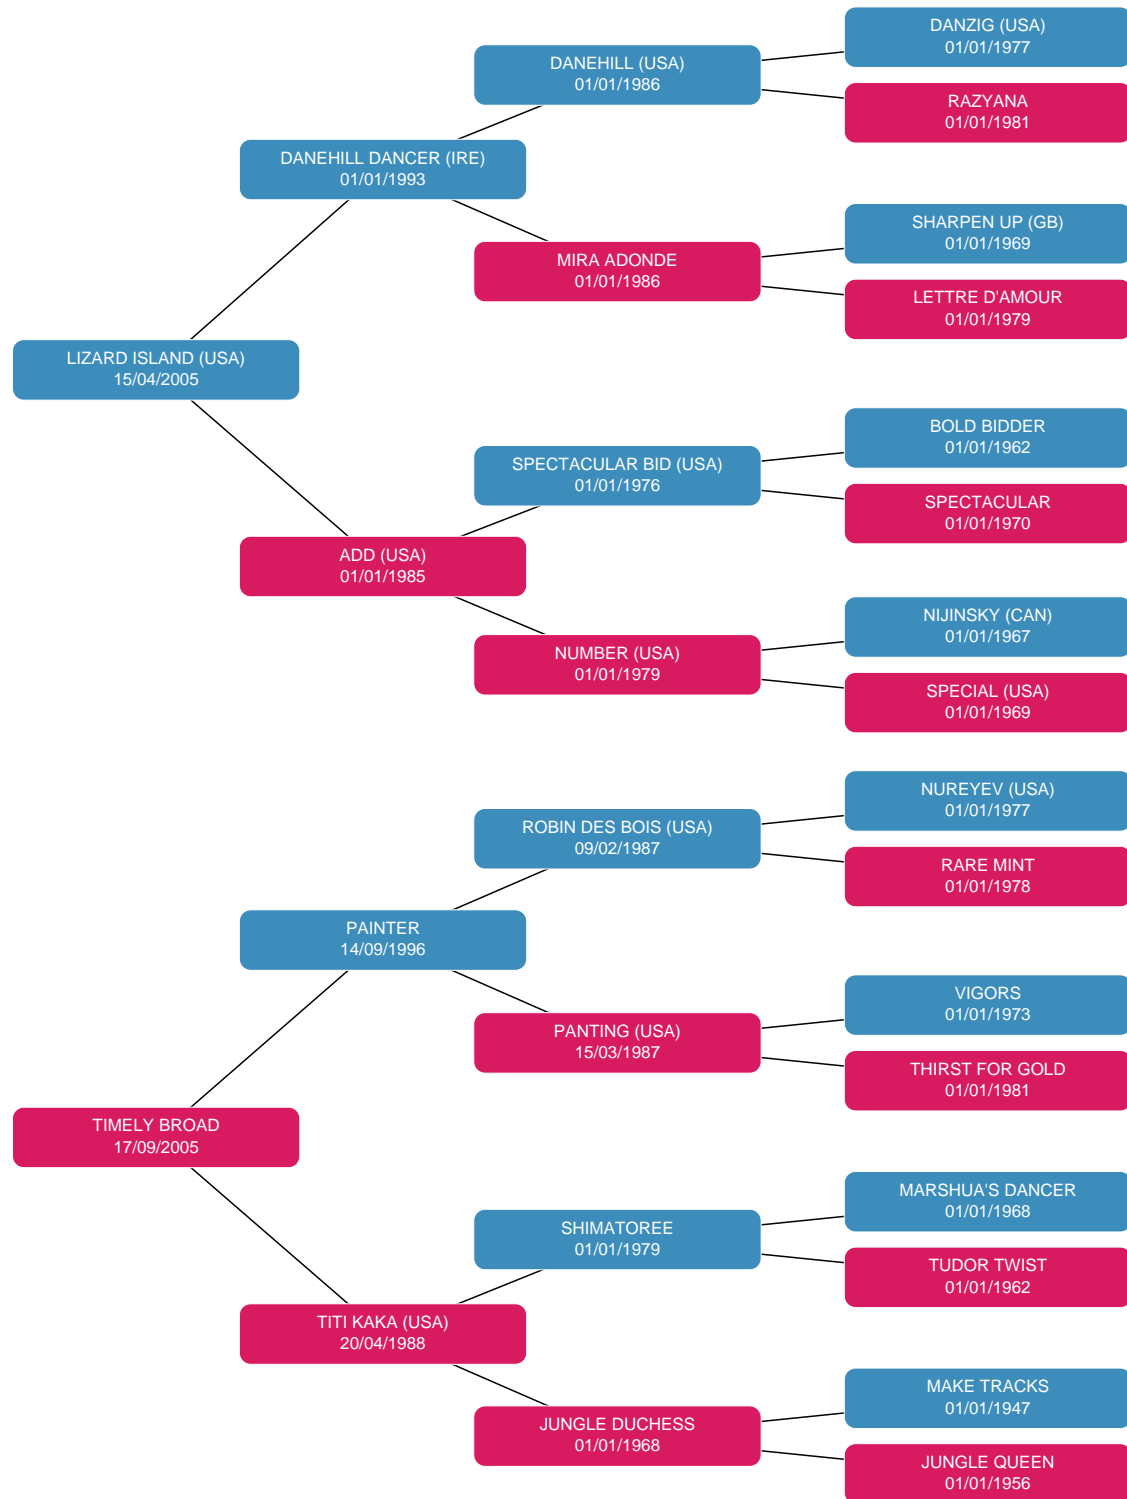 DANZIG (USA)
01/01/1977
DANEHILL (USA)
01/01/1986
RAZYANA
01/01/1981
DANEHILL DANCER (IRE)
01/01/1993
SHARPEN UP (GB)
01/01/1969
MIRA ADONDE
01/01/1986
LETTRE D'AMOUR
01/01/1979
LIZARD ISLAND (USA)
15/04/2005
BOLD BIDDER
01/01/1962
SPECTACULAR BID (USA)
01/01/1976
SPECTACULAR
01/01/1970
ADD (USA)
01/01/1985
NIJINSKY (CAN)
01/01/1967
NUMBER (USA)
01/01/1979
SPECIAL (USA)
01/01/1969
NUREYEV (USA)
01/01/1977
ROBIN DES BOIS (USA)
09/02/1987
RARE MINT
01/01/1978
PAINTER
14/09/1996
VIGORS
01/01/1973
PANTING (USA)
15/03/1987
THIRST FOR GOLD
01/01/1981
TIMELY BROAD
17/09/2005
MARSHUA'S DANCER
01/01/1968
SHIMATOREE
01/01/1979
TUDOR TWIST
01/01/1962
TITI KAKA (USA)
20/04/1988
MAKE TRACKS
01/01/1947
JUNGLE DUCHESS
01/01/1968
JUNGLE QUEEN
01/01/1956